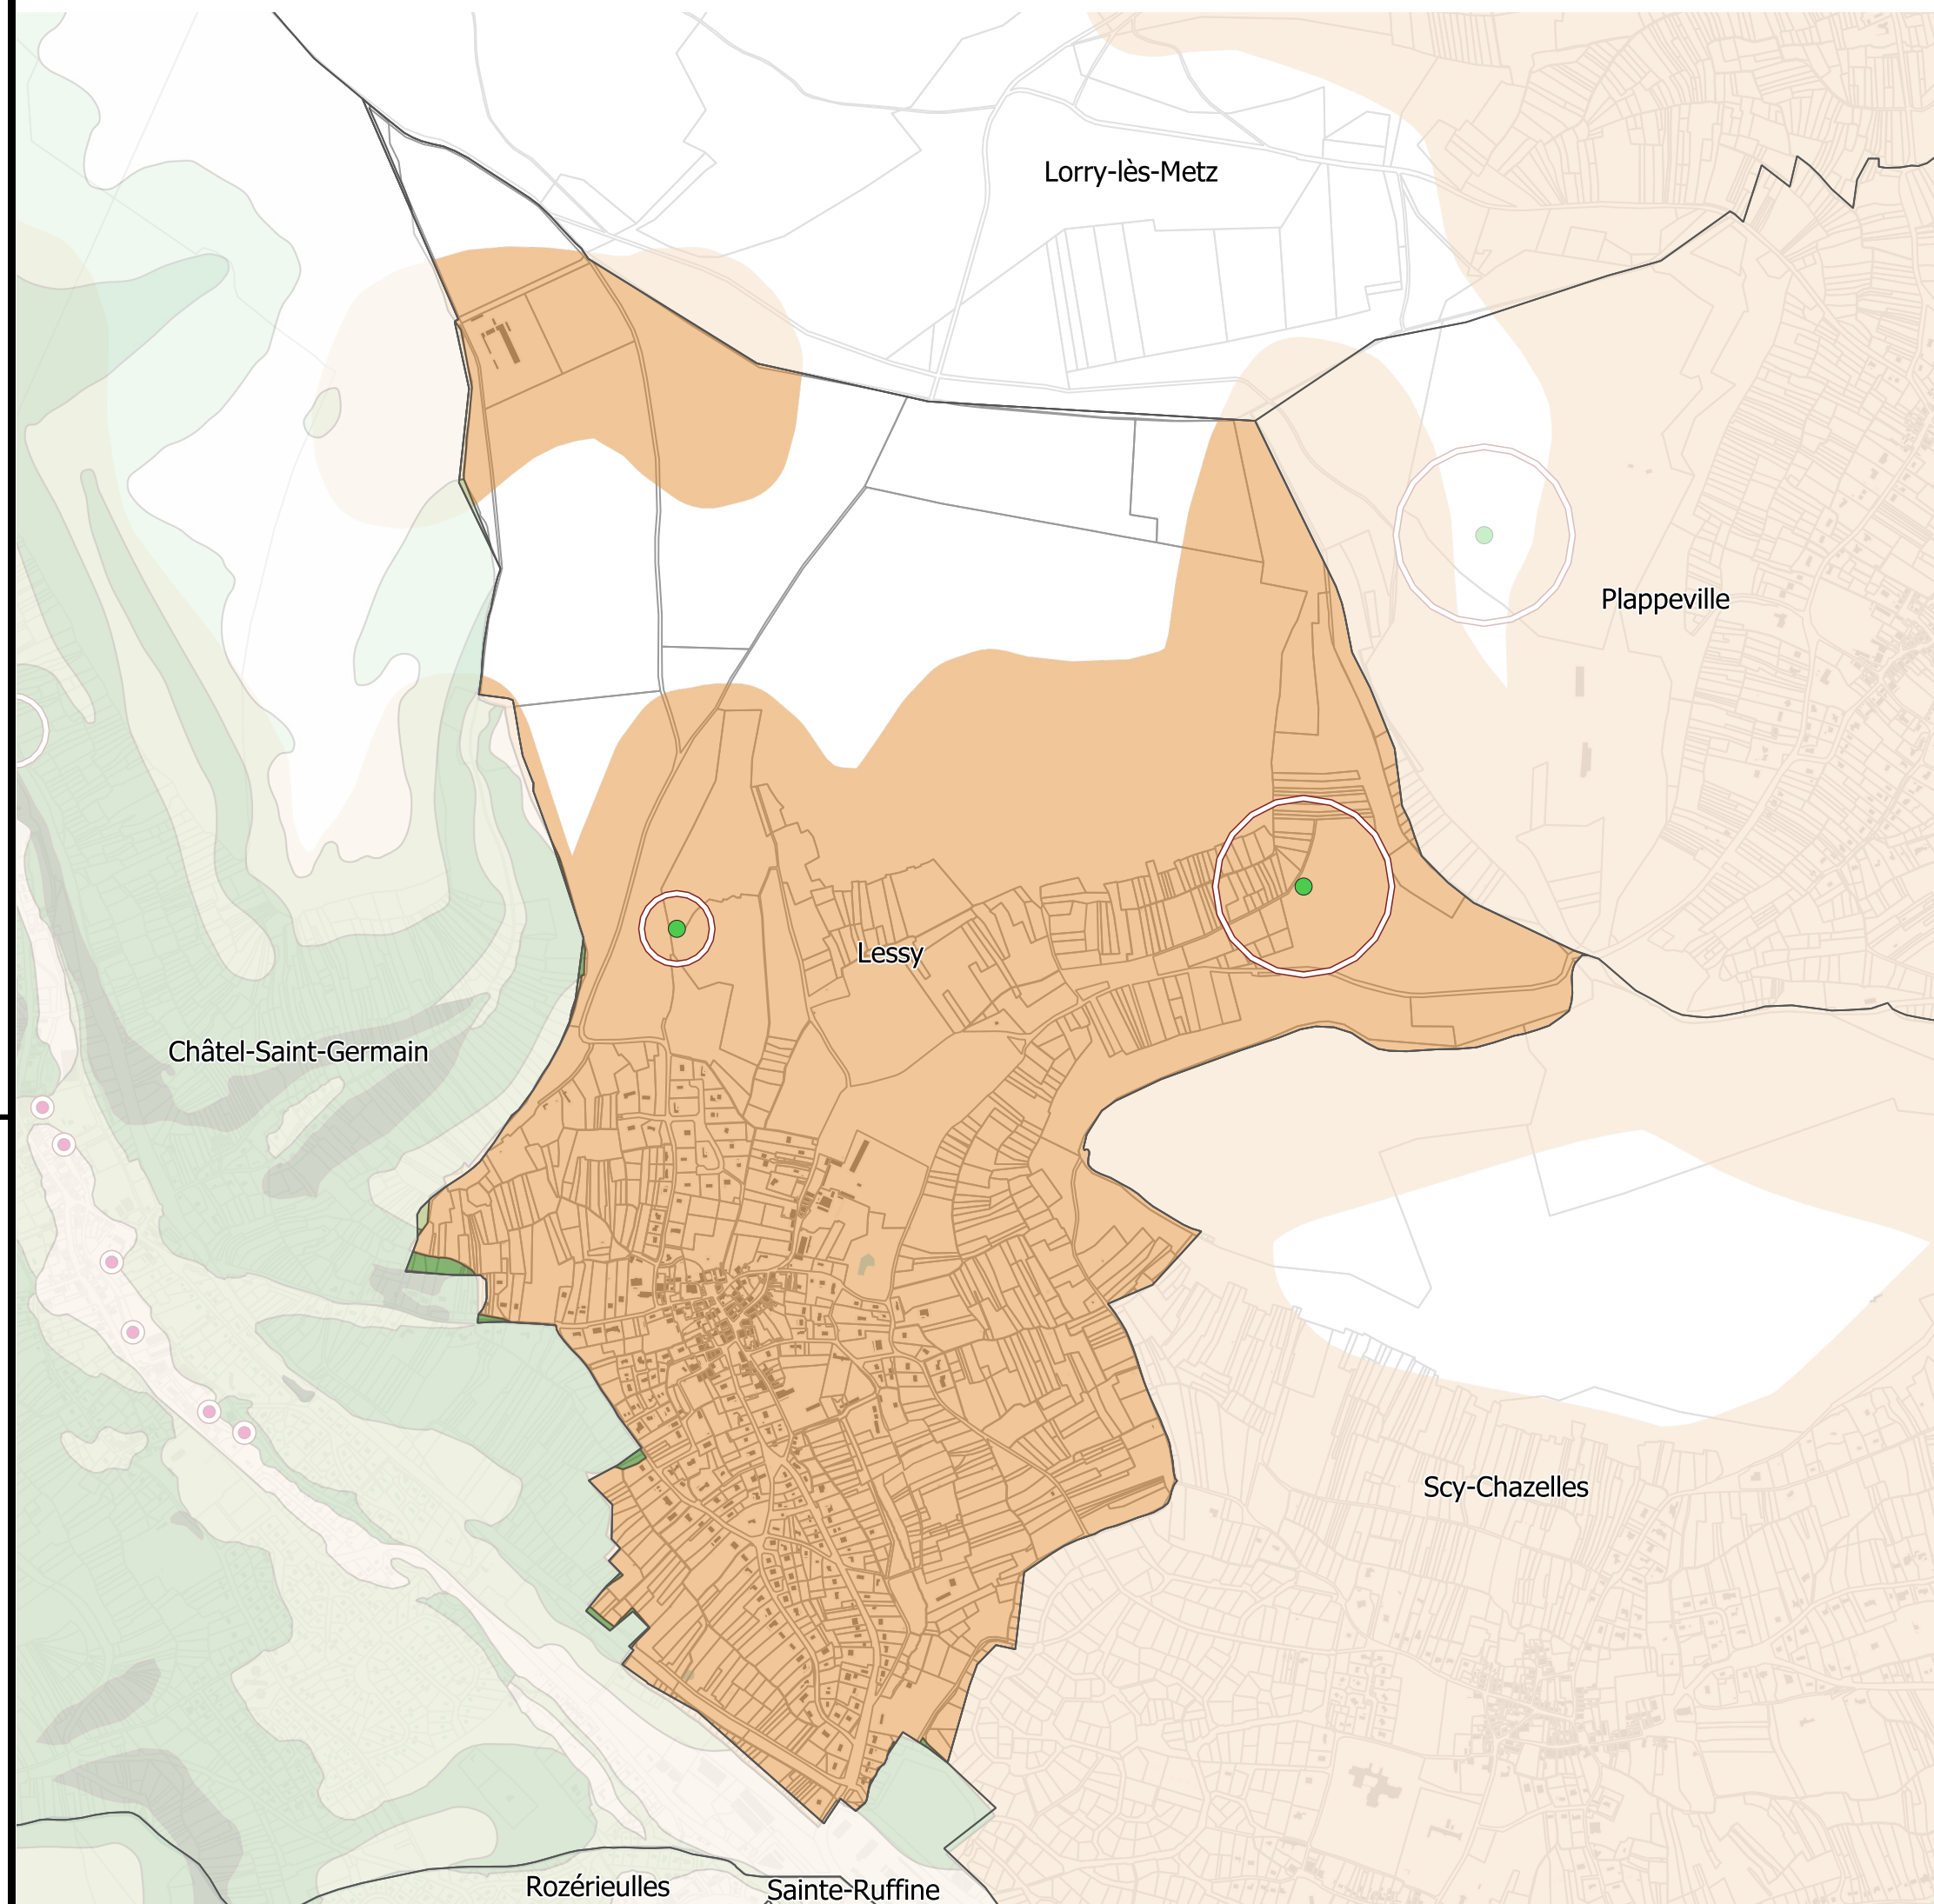 Lorry-lès-Metz
Plappeville
Lessy
Châtel-Saint-Germain
Scy-Chazelles
Rozérieulles
Sainte-Ruffine